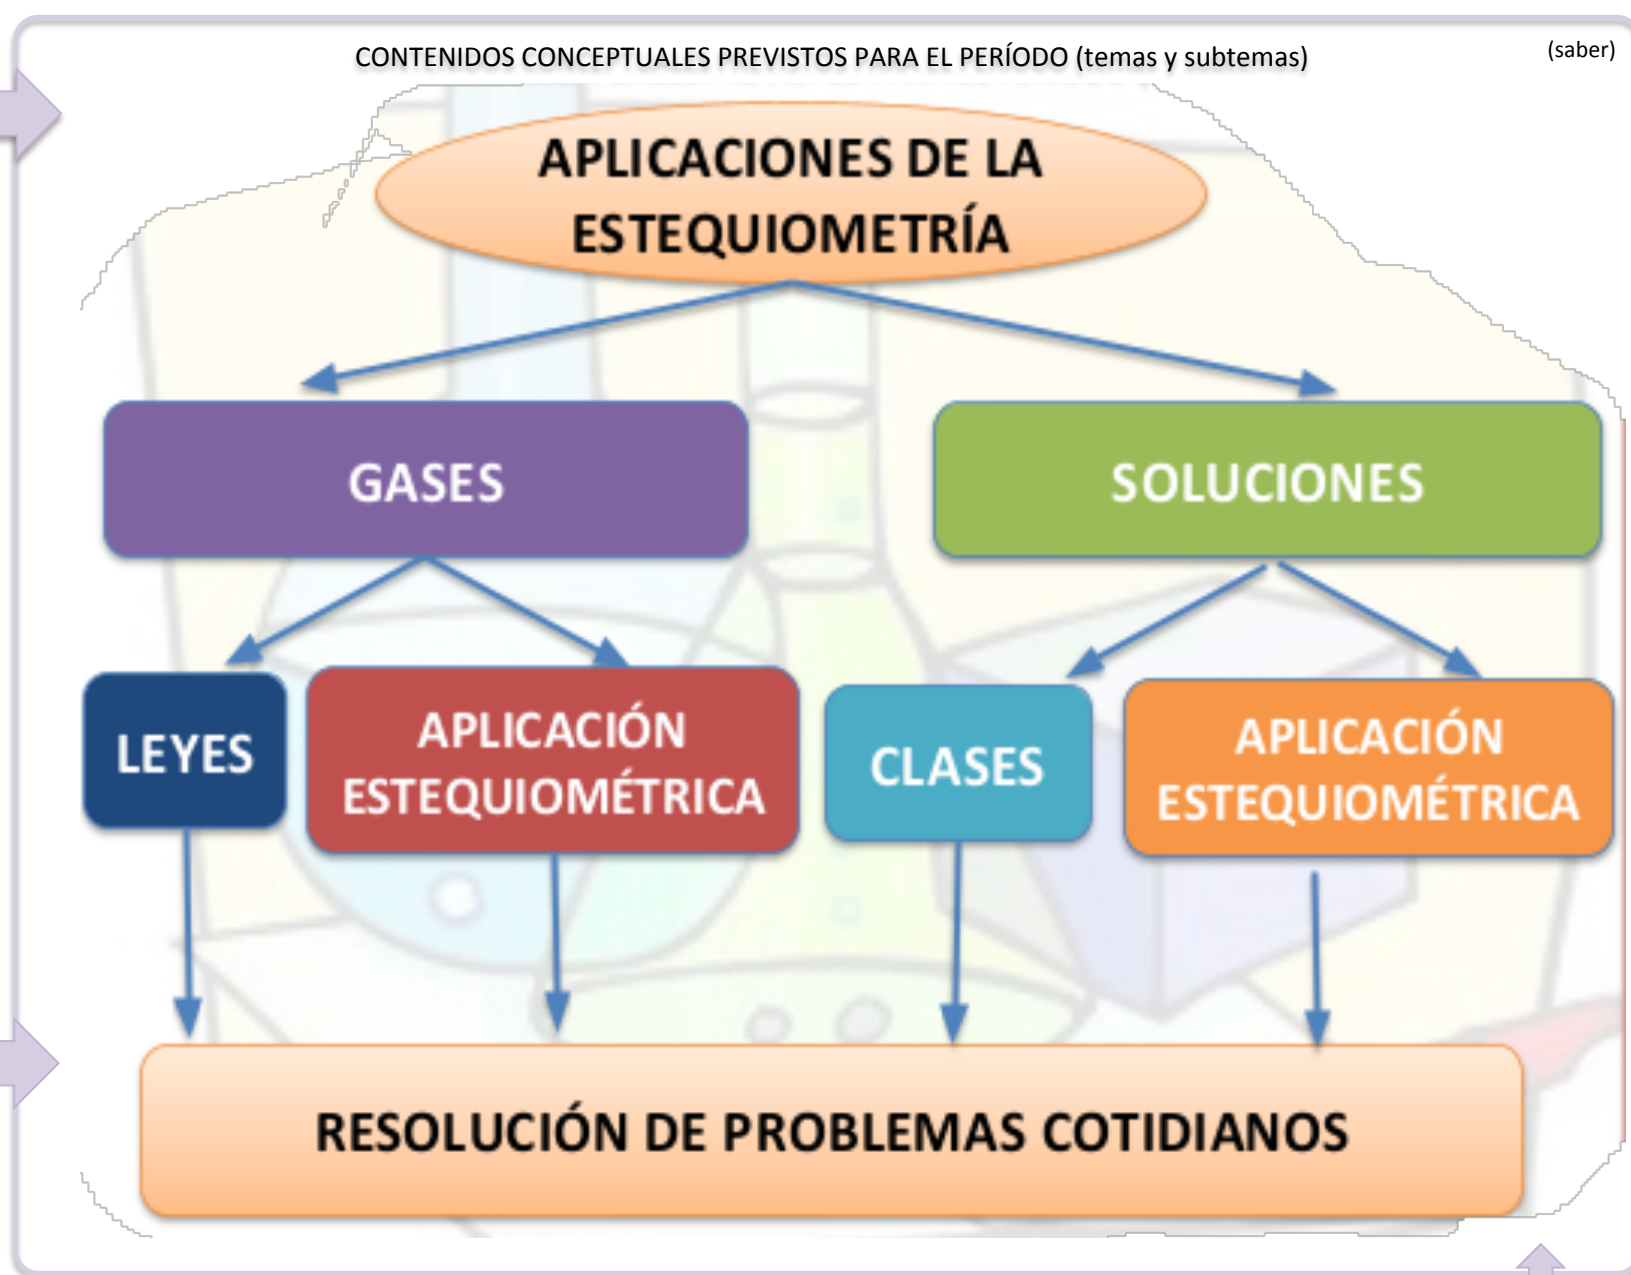 CONTENIDOS CONCEPTUALES PREVISTOS PARA EL PERÍODO (temas y subtemas)
(saber)
APLICACIONES DE LA
ESTEQUIOMETRÍA
GASES
SOLUCIONES
LEYES
APLICACIÓN
ESTEQUIOMÉTRICA
CLASES
APLICACIÓN
ESTEQUIOMÉTRICA
RESOLUCIÓN DE PROBLEMAS COTIDIANOS